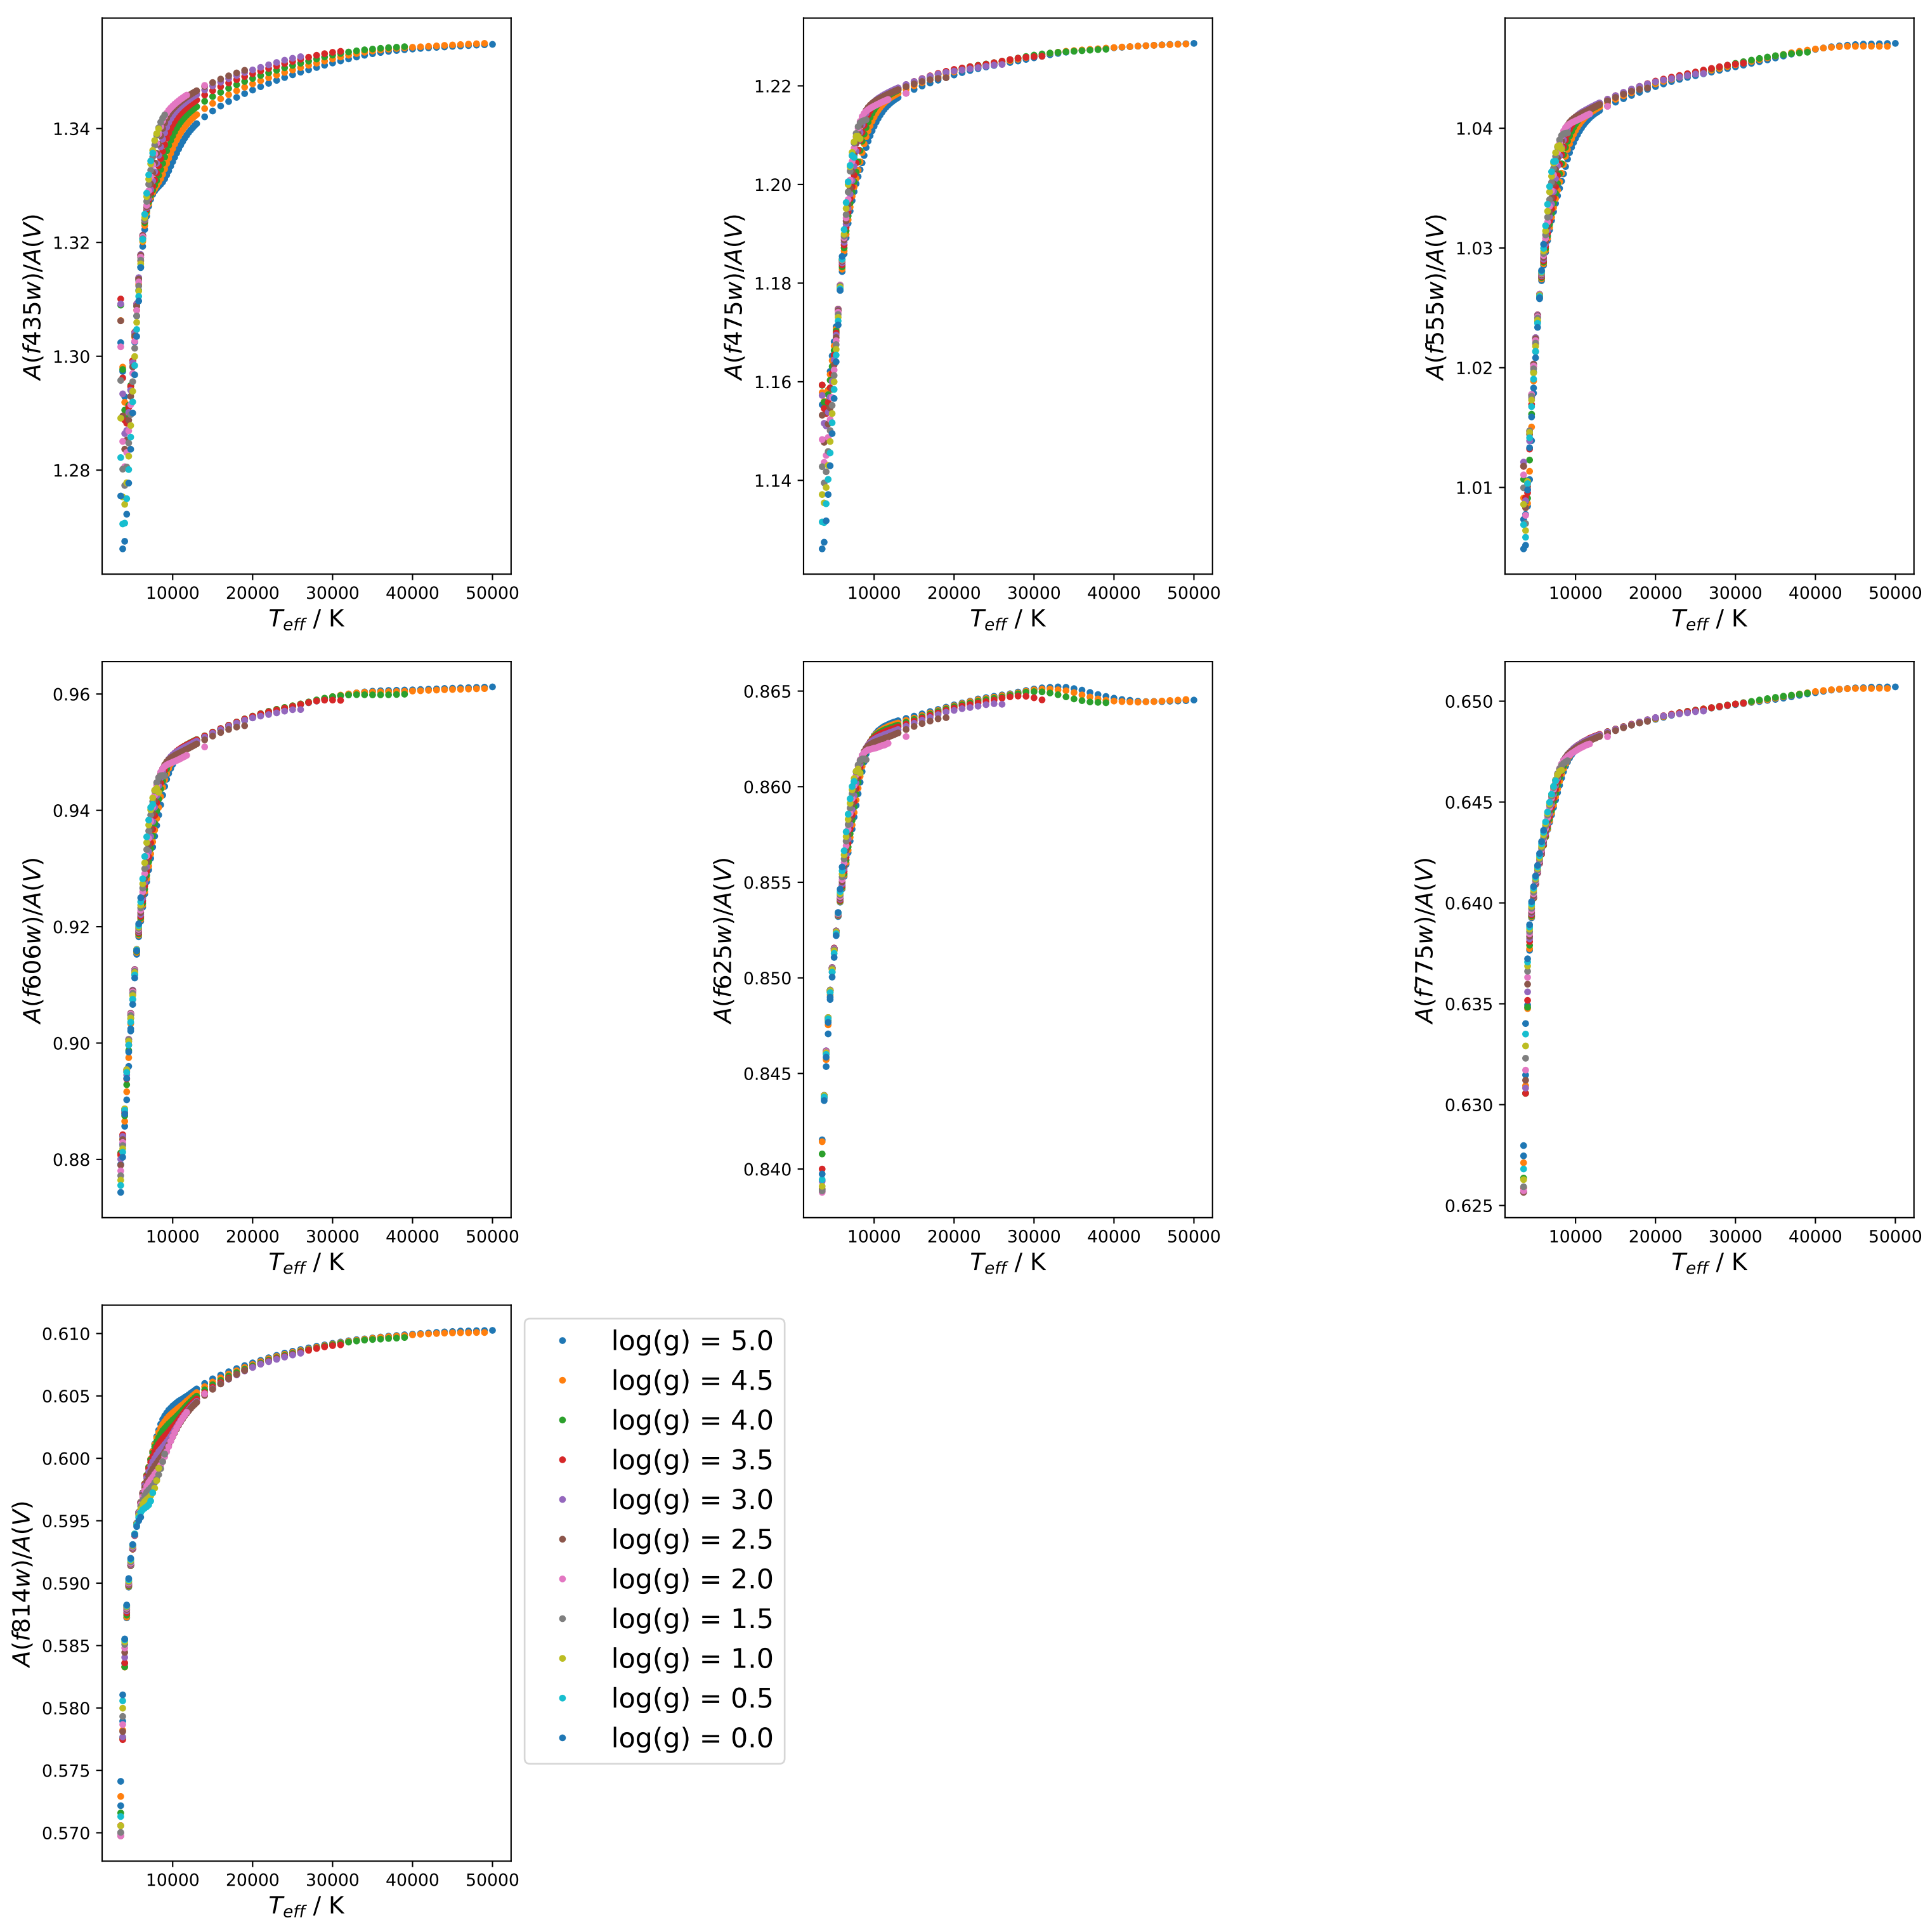 1.34
1.32
1.30
1.28
A(f435w)/A(V)
10000 20000 30000 40000 50000
T_eff / K
1.22
1.20
1.18
1.16
1.14
A(f475w)/A(V)
10000 20000 30000 40000 50000
T_eff / K
1.04
1.03
1.02
1.01
A(f555w)/A(V)
10000 20000 30000 40000 50000
T_eff / K
0.96
0.94
0.92
0.90
0.88
A(f606w)/A(V)
10000 20000 30000 40000 50000
T_eff / K
0.865
0.860
0.855
0.850
0.845
0.840
A(f625w)/A(V)
10000 20000 30000 40000 50000
T_eff / K
0.650
0.645
0.640
0.635
0.630
0.625
A(f775w)/A(V)
10000 20000 30000 40000 50000
T_eff / K
0.610
0.605
0.600
0.595
0.590
0.585
0.580
0.575
0.570
A(f814w)/A(V)
10000 20000 30000 40000 50000
T_eff / K
log(g) = 5.0
log(g) = 4.5
log(g) = 4.0
log(g) = 3.5
log(g) = 3.0
log(g) = 2.5
log(g) = 2.0
log(g) = 1.5
log(g) = 1.0
log(g) = 0.5
log(g) = 0.0